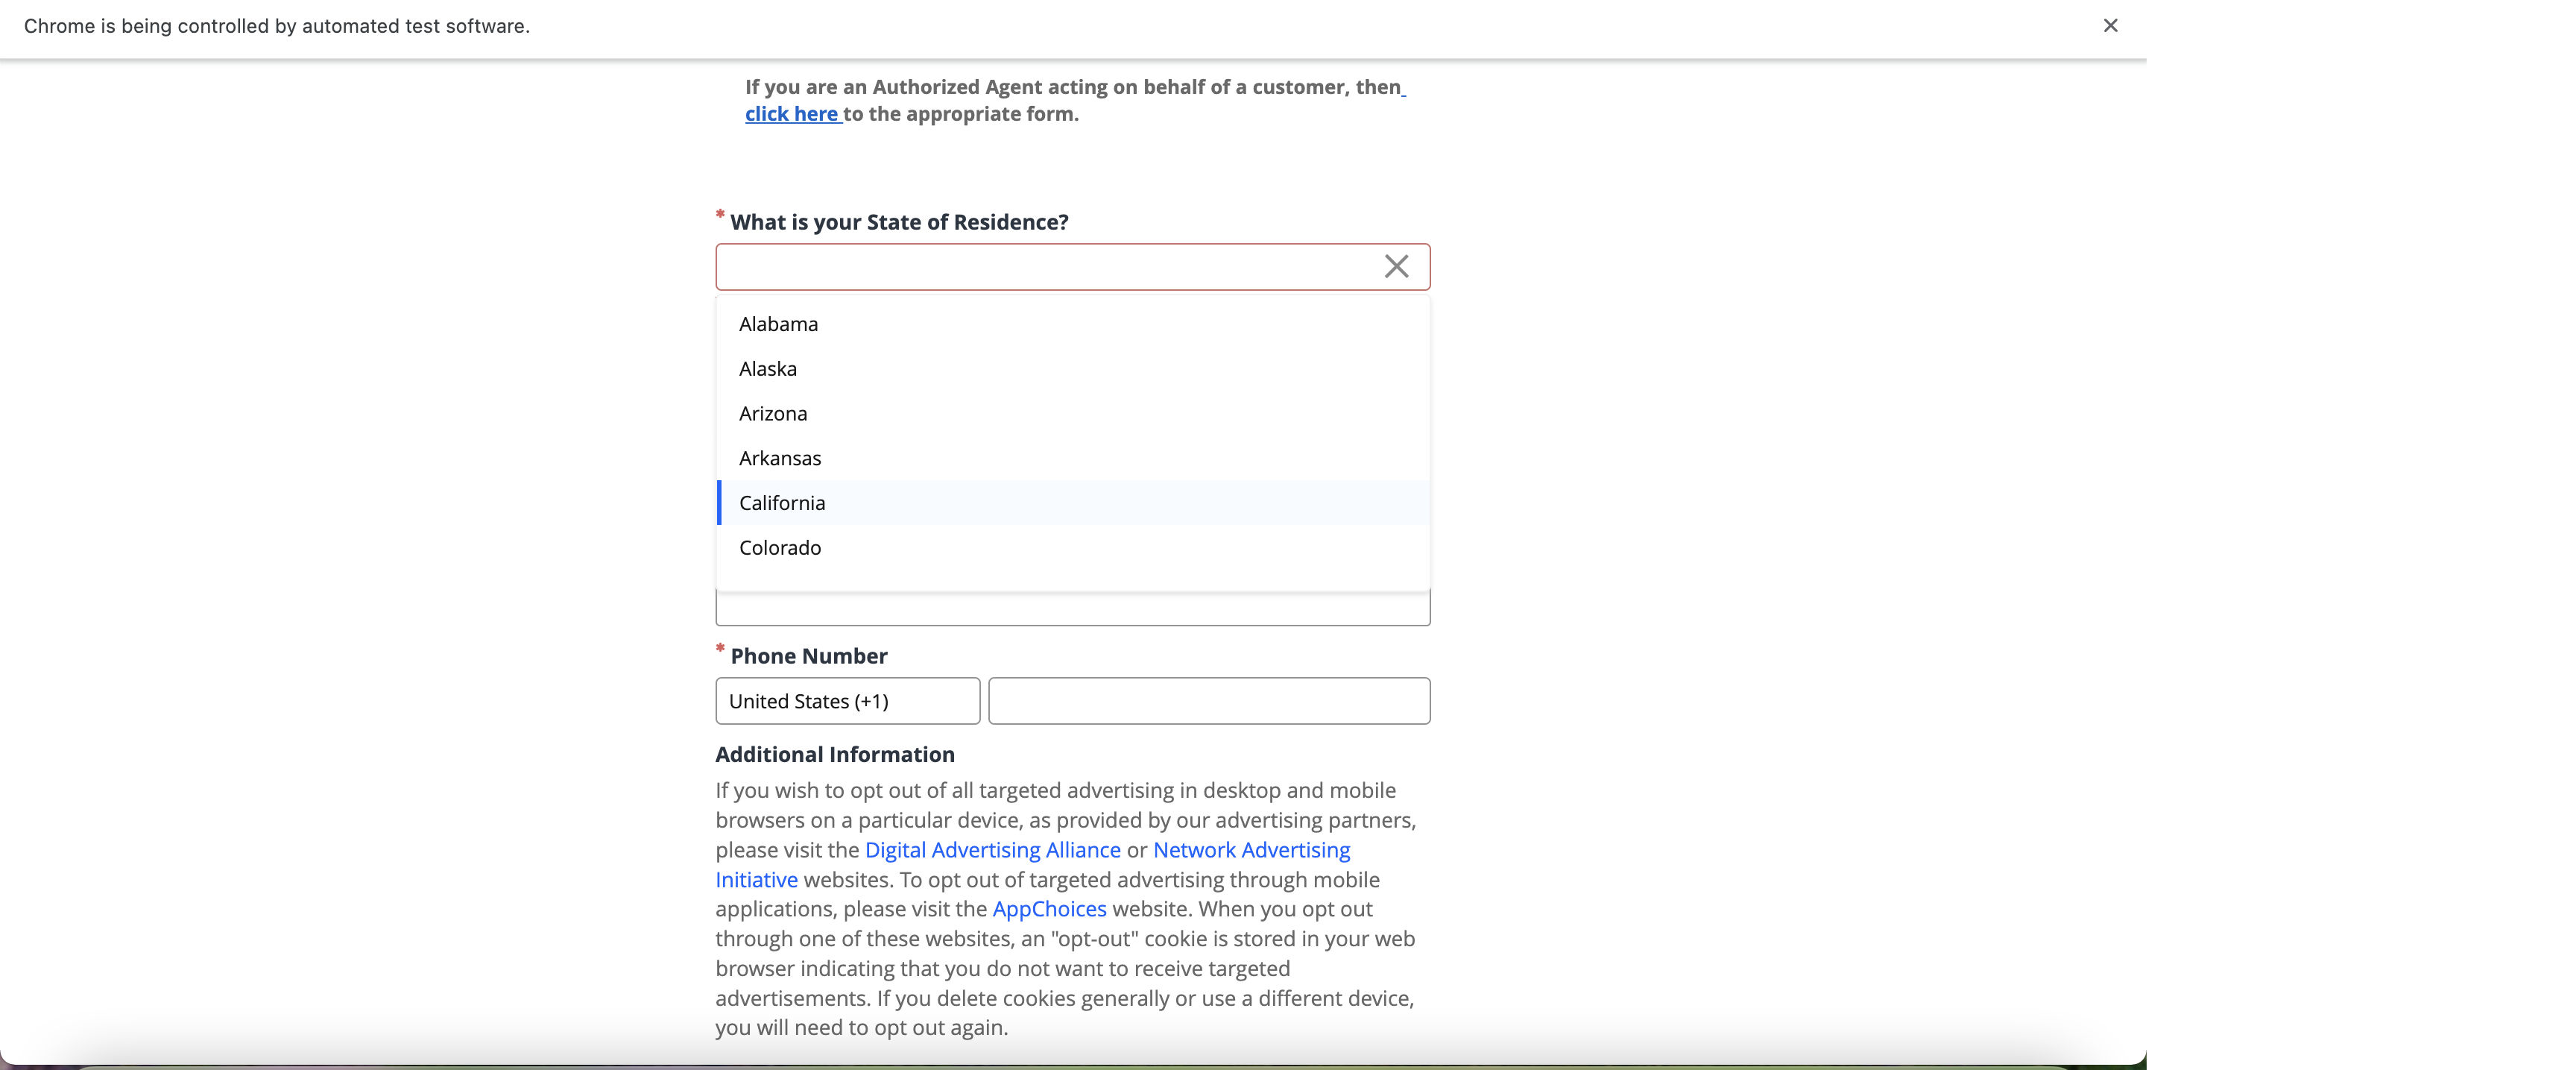 Chrome is being controlled by automated test software.
If you are an Authorized Agent acting on behalf of a customer, then
click here to the appropriate form.
* What is your State of Residence?
Alabama
Alaska
Arizona
Arkansas
California
Colorado
* Phone Number
United States (+1)
Additional Information
If you wish to opt out of all targeted advertising in desktop and mobile
browsers on a particular device, as provided by our advertising partners,
please visit the Digital Advertising Alliance or Network Advertising
Initiative websites. To opt out of targeted advertising through mobile
applications, please visit the AppChoices website. When you opt out
through one of these websites, an "opt-out" cookie is stored in your web
browser indicating that you do not want to receive targeted
advertisements. If you delete cookies generally or use a different device,
you will need to opt out again.